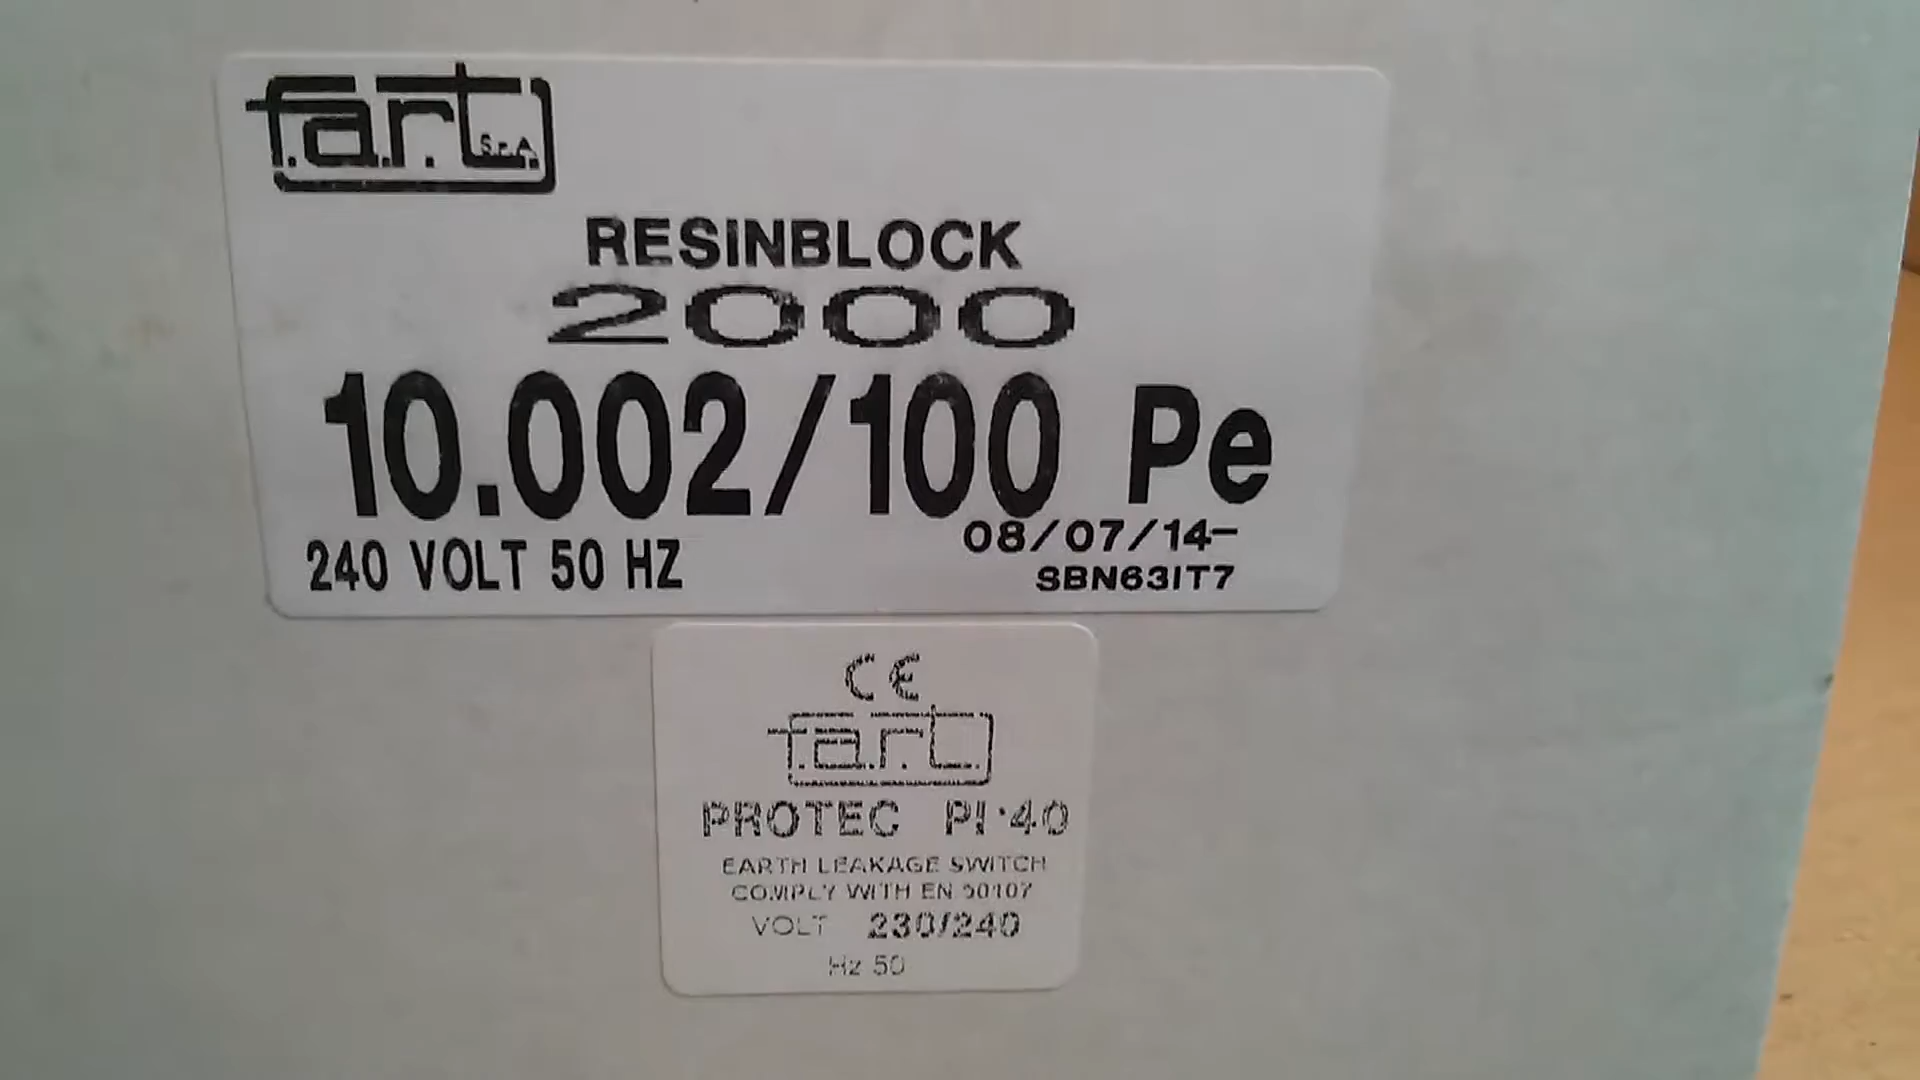 f.a.r.t. S.r.A.
RESINBLOCK
2000
10.002/100 Pe
08/07/14-
240 VOLT 50 HZ
SBN63IT7
CE
f.a.r.t.
PROTEC PI·40
EARTH LEAKAGE SWITCH
COMPLY WITH EN 50107
VOLT 230/240
Hz 50